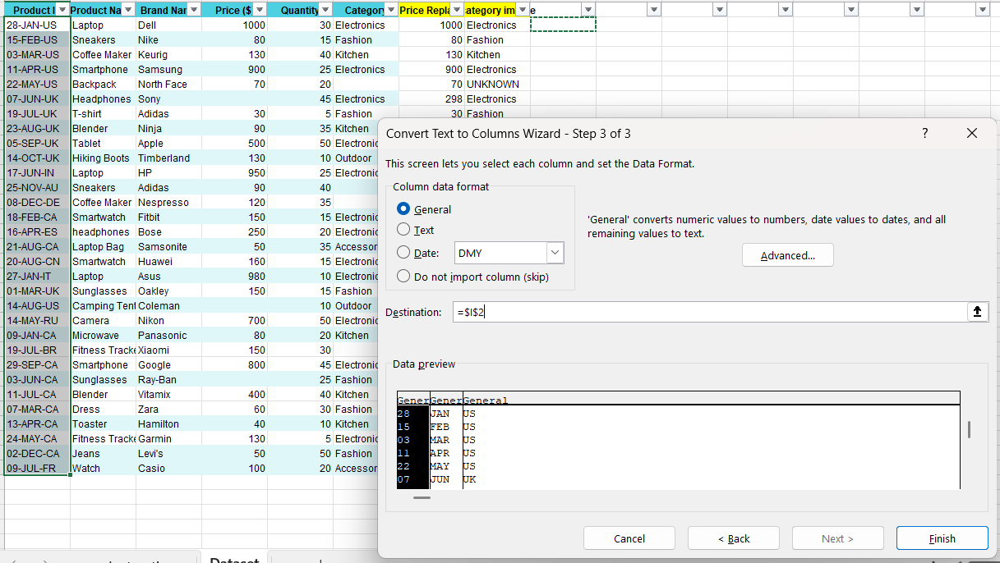 Product I Product Na Brand Nam Price ($ Quantity Category Price Repla ategory im e
28-JAN-US Laptop Dell 1000 30 Electronics 1000 Electronics
15-FEB-US Sneakers Nike 80 15 Fashion 80 Fashion
03-MAR-US Coffee Maker Keurig 130 40 Kitchen 130 Kitchen
11-APR-US Smartphone Samsung 900 25 Electronics 900 Electronics
22-MAY-US Backpack North Face 70 20 70 UNKNOWN
07-JUN-UK Headphones Sony 45 Electronics 298 Electronics
19-JUL-UK T-shirt Adidas 30 5 Fashion 30 Fashion
23-AUG-UK Blender Ninja 90 35 Kitchen
05-SEP-UK Tablet Apple 500 50 Electronic
14-OCT-UK Hiking Boots Timberland 130 10 Outdoor
17-JUN-IN Laptop HP 950 25 Electronic
25-NOV-AU Sneakers Adidas 90 40
08-DEC-DE Coffee Maker Nespresso 120 35
18-FEB-CA Smartwatch Fitbit 150 15 Electronic
16-APR-ES headphones Bose 250 20 Electronic
21-AUG-CA Laptop Bag Samsonite 50 35 Accessor
20-AUG-CN Smartwatch Huawei 160 15 Electronic
27-JAN-IT Laptop Asus 980 10 Electronic
01-MAR-UK Sunglasses Oakley 150 15 Fashion
14-AUG-US Camping Tent Coleman 10 Outdoor
14-MAY-RU Camera Nikon 700 50 Electronic
09-JAN-CA Microwave Panasonic 80 20 Kitchen
19-JUL-BR Fitness Tracke Xiaomi 150 30
29-SEP-CA Smartphone Google 800 45 Electronic
03-JUN-CA Sunglasses Ray-Ban 25 Fashion
11-JUL-CA Blender Vitamix 400 40 Kitchen
07-MAR-CA Dress Zara 60 30 Fashion
13-APR-CA Toaster Hamilton 40 10 Kitchen
24-MAY-CA Fitness Tracke Garmin 130 5 Electronic
02-DEC-CA Jeans Levi's 50 50 Fashion
09-JUL-FR Watch Casio 100 20 Accessor
Convert Text to Columns Wizard - Step 3 of 3
?
This screen lets you select each column and set the Data Format.
Column data format
General
Text
Date: DMY
Do not import column (skip)
'General' converts numeric values to numbers, date values to dates, and all
remaining values to text.
Advanced...
Destination: =$I$2
Data preview
Gener Gener General
28 JAN US
15 FEB US
03 MAR US
11 APR US
22 MAY US
07 JUN UK
Cancel < Back Next > Finish
Dataset